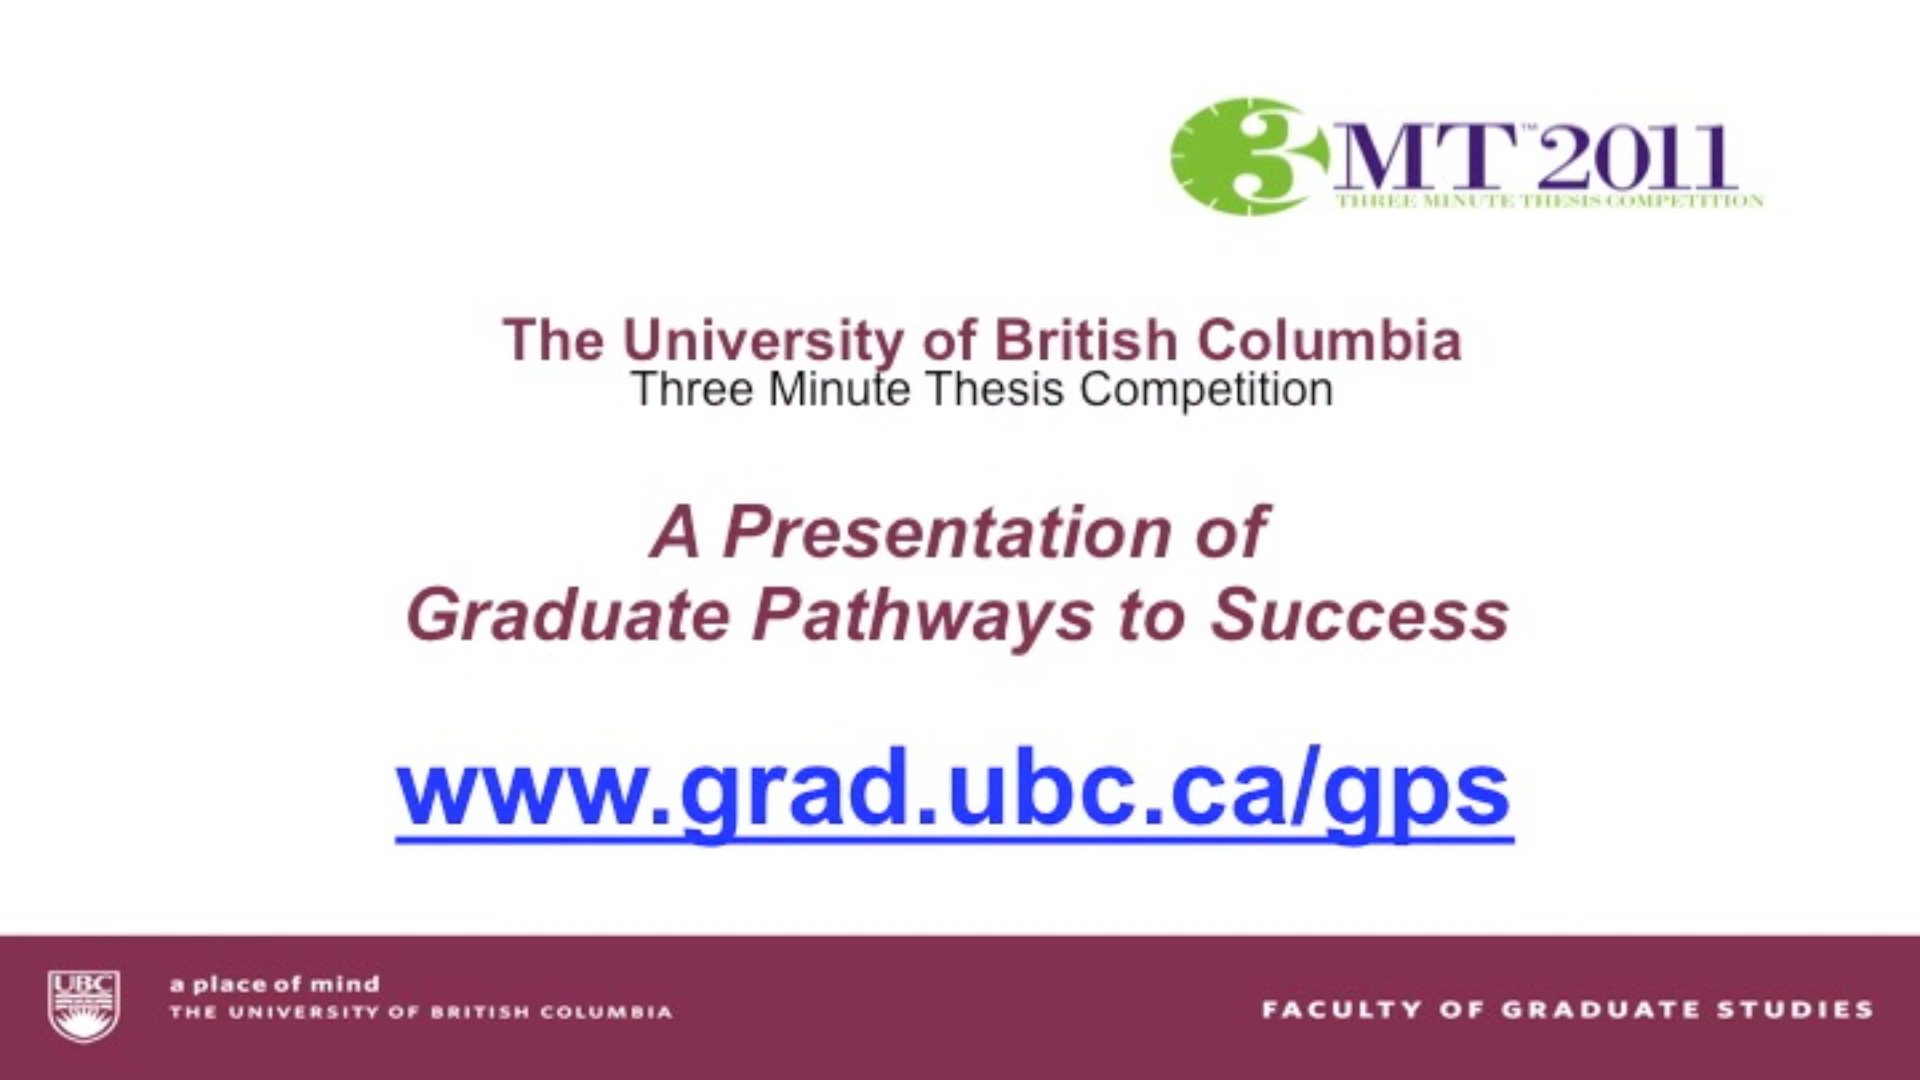 3MT™2011
THREE MINUTE THESIS COMPETITION
The University of British Columbia
Three Minute Thesis Competition
A Presentation of
Graduate Pathways to Success
www.grad.ubc.ca/gps
UBC
a place of mind
THE UNIVERSITY OF BRITISH COLUMBIA
FACULTY OF GRADUATE STUDIES